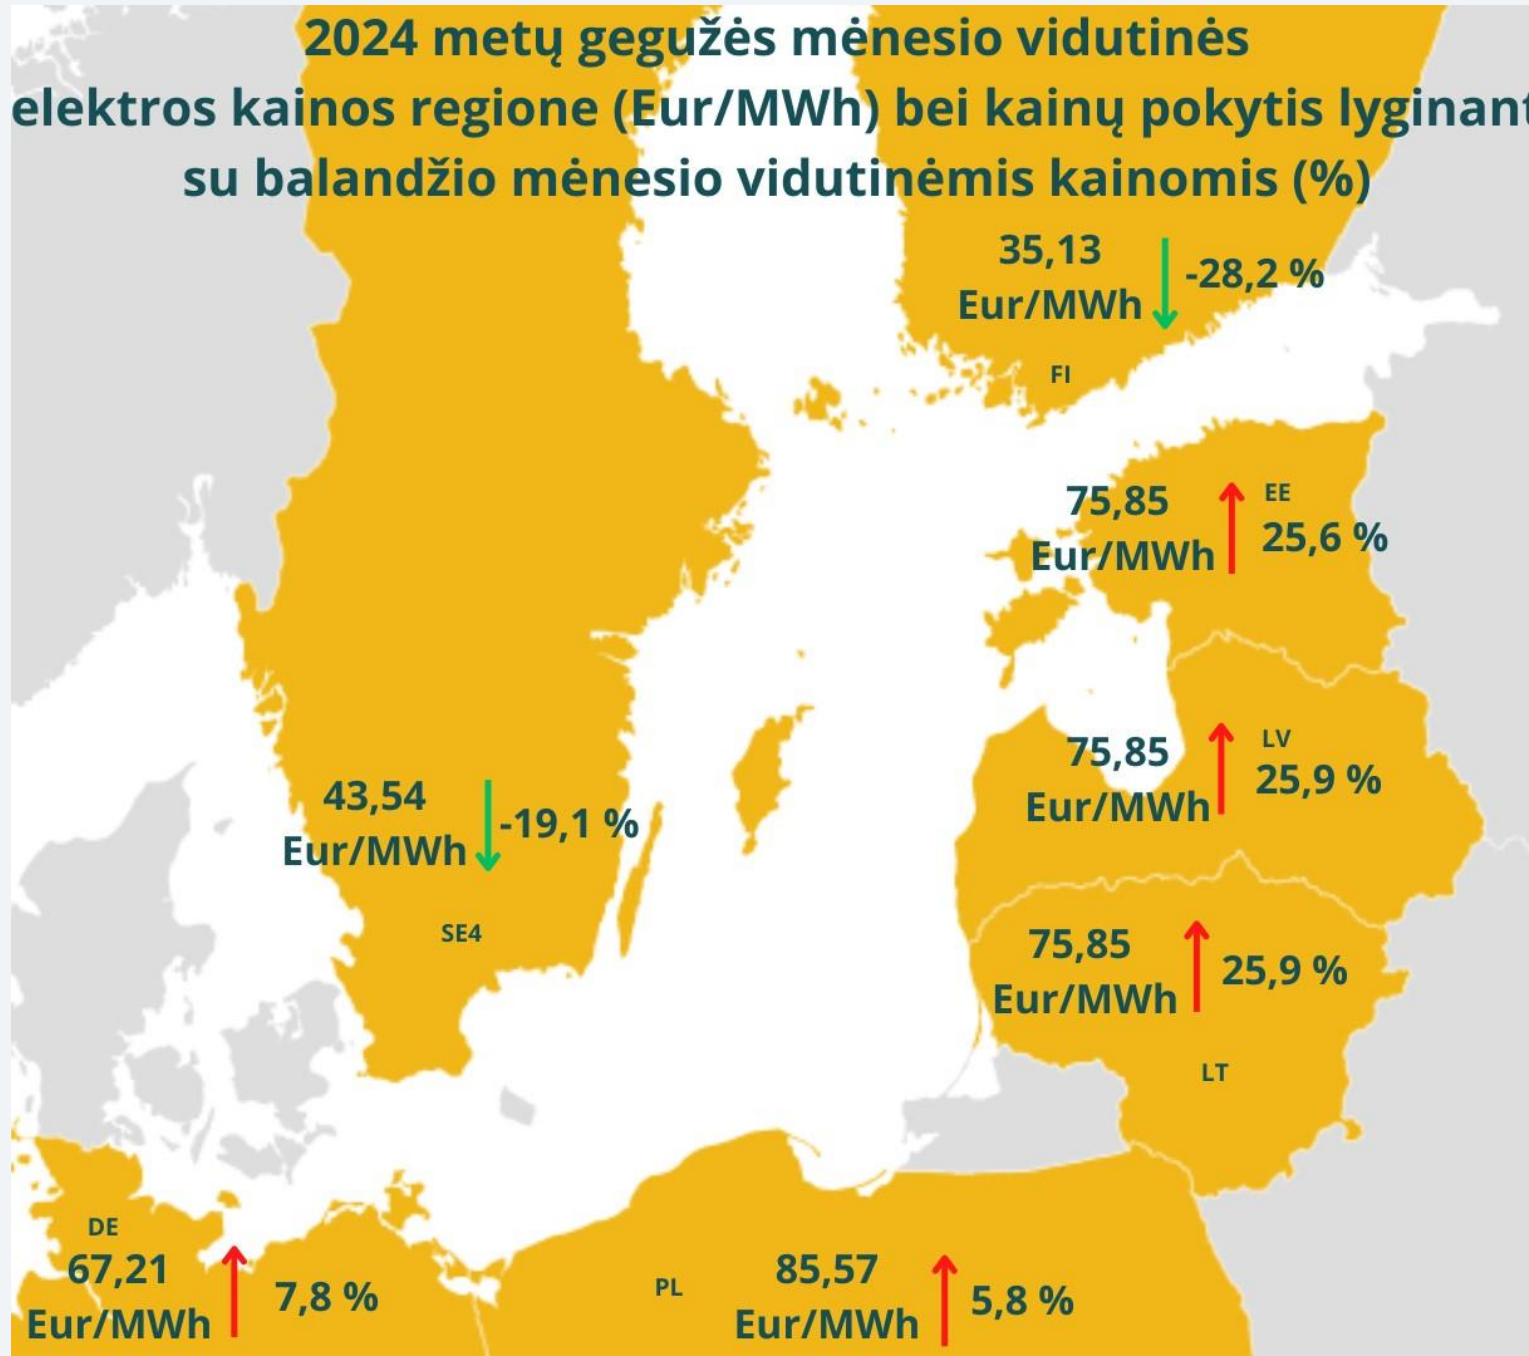 2024 metų gegužės mėnesio vidutinės
elektros kainos regione (Eur/MWh) bei kainų pokytis lyginant
su balandžio mėnesio vidutinėmis kainomis (%)
35,13
Eur/MWh
-28,2 %
FI
75,85
Eur/MWh
EE
25,6 %
75,85
Eur/MWh
LV
25,9 %
43,54
Eur/MWh
-19,1 %
SE4
75,85
Eur/MWh
25,9 %
LT
DE
67,21
Eur/MWh
7,8 %
PL
85,57
Eur/MWh
5,8 %